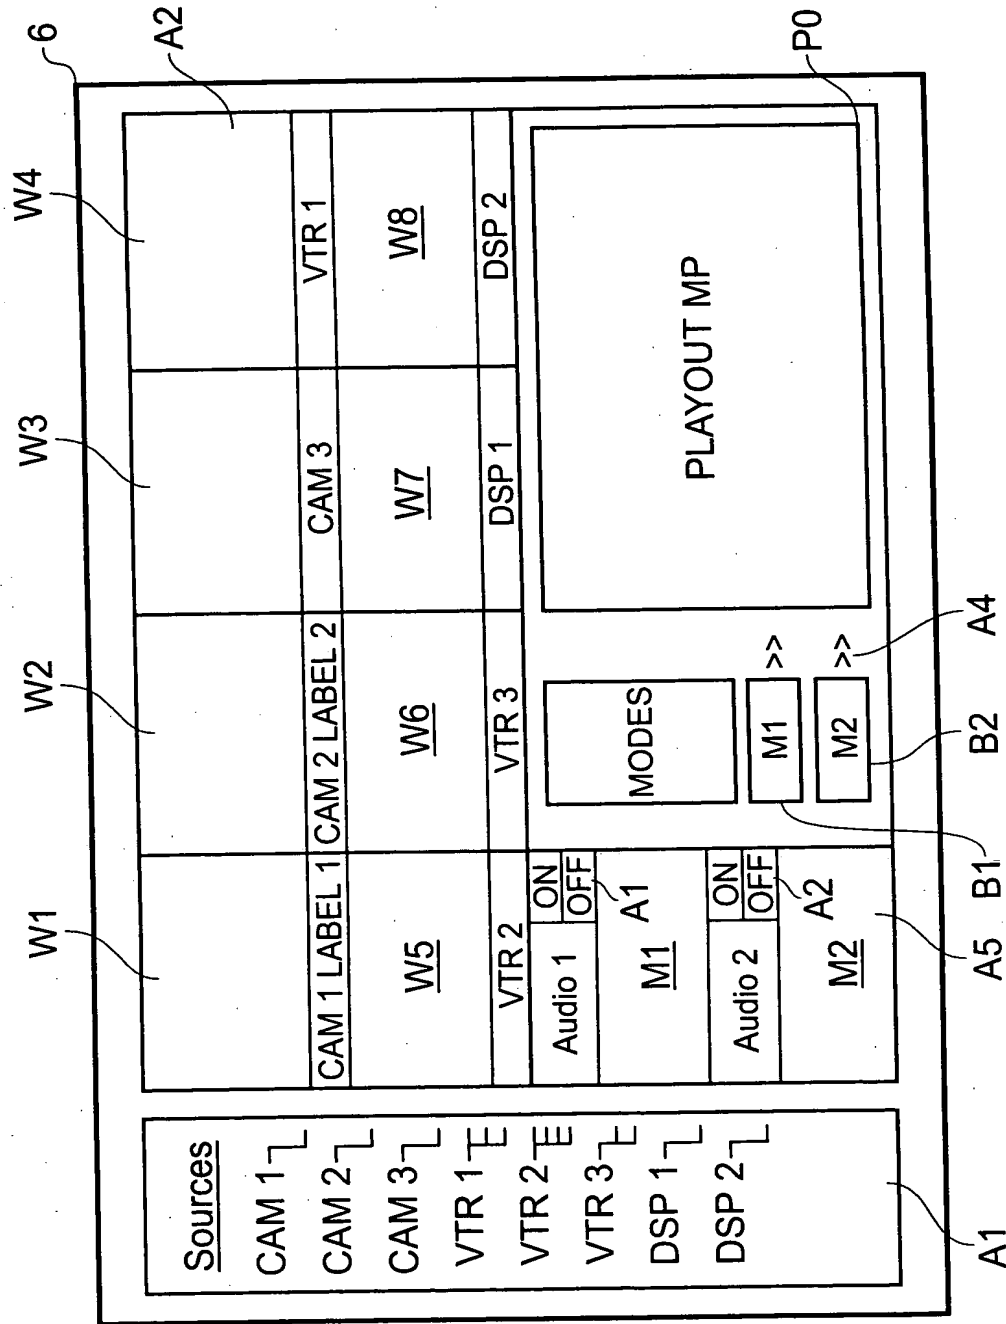 6
W1
W2
W3
W4
A2
Sources
CAM 1
CAM 2
CAM 3
VTR 1
VTR 2
VTR 3
DSP 1
DSP 2
CAM 1 LABEL 1
CAM 2 LABEL 2
CAM 3
VTR 1
W5
W6
W7
W8
VTR 2
VTR 3
DSP 1
DSP 2
Audio 1
ON
OFF
A1
M1
Audio 2
ON
OFF
A2
M2
MODES
M1
>>
M2
>>
PLAYOUT MP
P0
A1
A5
B1
B2
A4